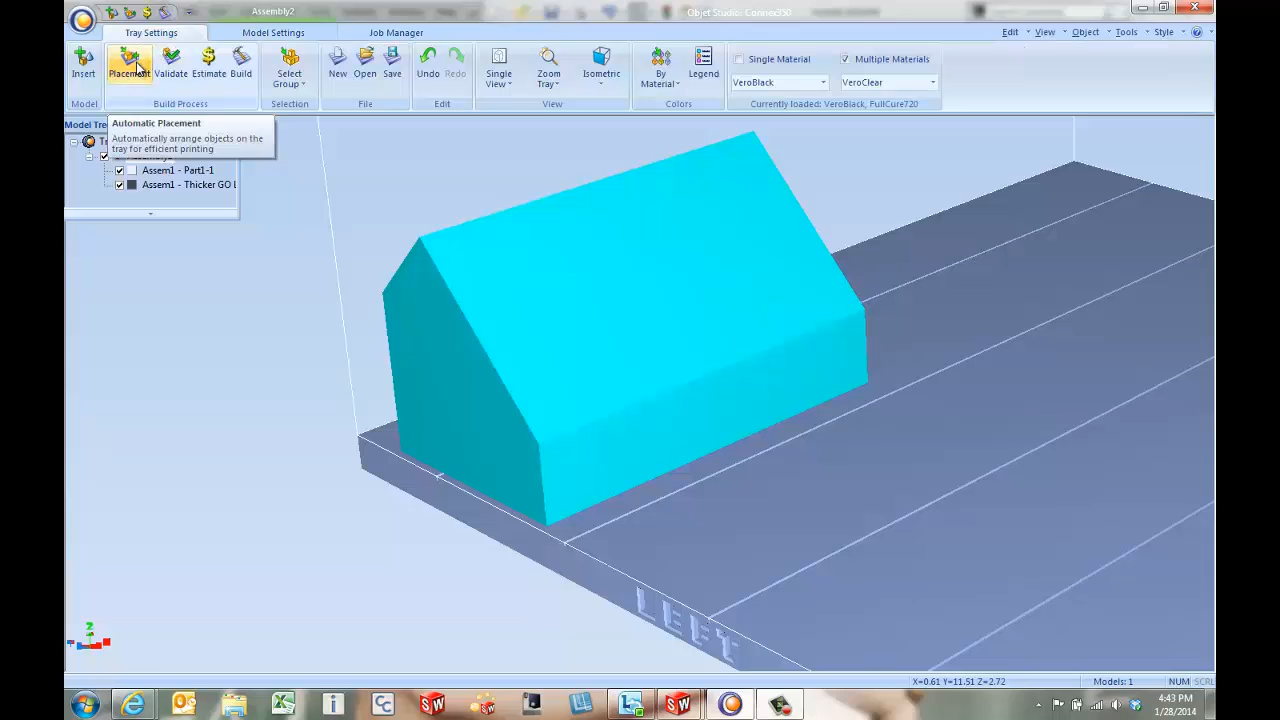 Assembly2
Objet Studio: Connex350
Tray Settings
Model Settings
Job Manager
Edit
View
Object
Tools
Style
Insert
Placement
Validate
Estimate
Build
Select Group
New
Open
Save
Undo
Redo
Single View
Zoom Tray
Isometric
By Material
Legend
Single Material
Multiple Materials
VeroBlack
VeroClear
Model
Build Process
Selection
File
Edit
View
Colors
Currently loaded: VeroBlack, FullCure720
Automatic Placement
Automatically arrange objects on the
tray for efficient printing
Model Tre
Assem1 - Part1-1
Assem1 - Thicker GO L
LEFT
Z
X=0.61 Y=11.51 Z=2.72
Models: 1
NUM
SCRL
4:43 PM
1/28/2014